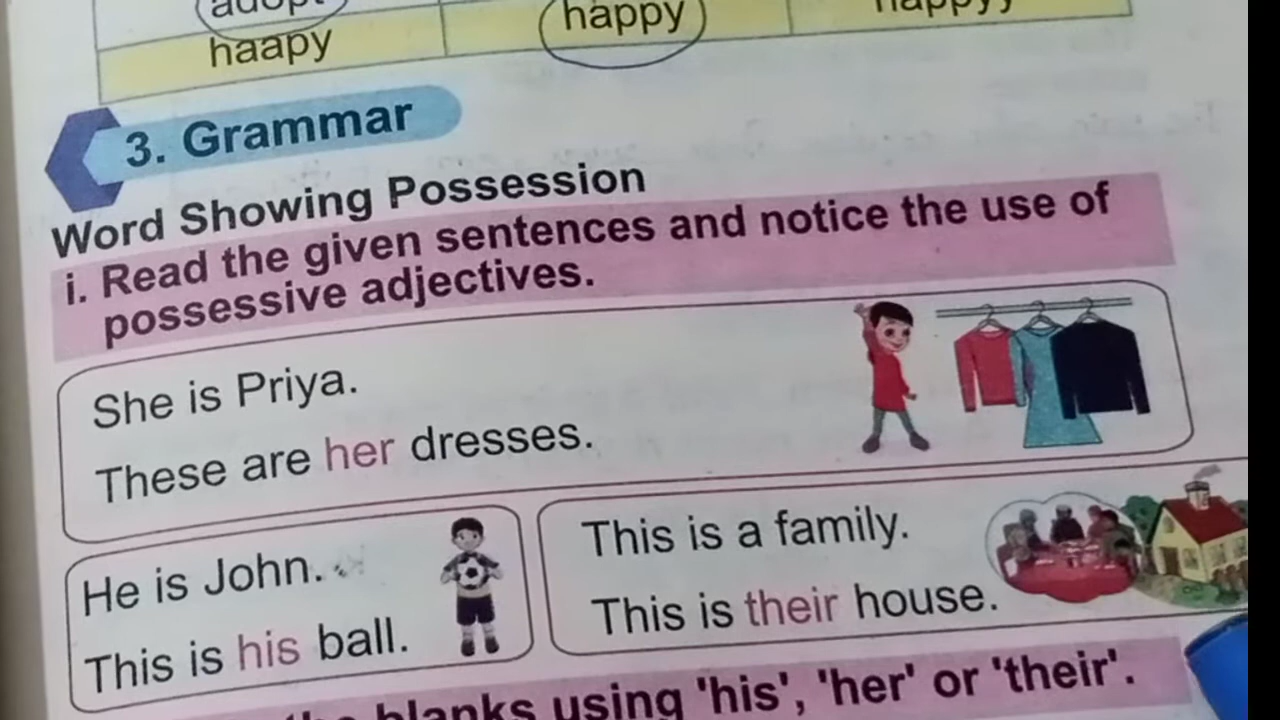 adopt
haapy happy happyy
3. Grammar
Word Showing Possession
i. Read the given sentences and notice the use of
possessive adjectives.
She is Priya.
These are her dresses.
He is John.
This is his ball.
This is a family.
This is their house.
blanks using 'his', 'her' or 'their'.